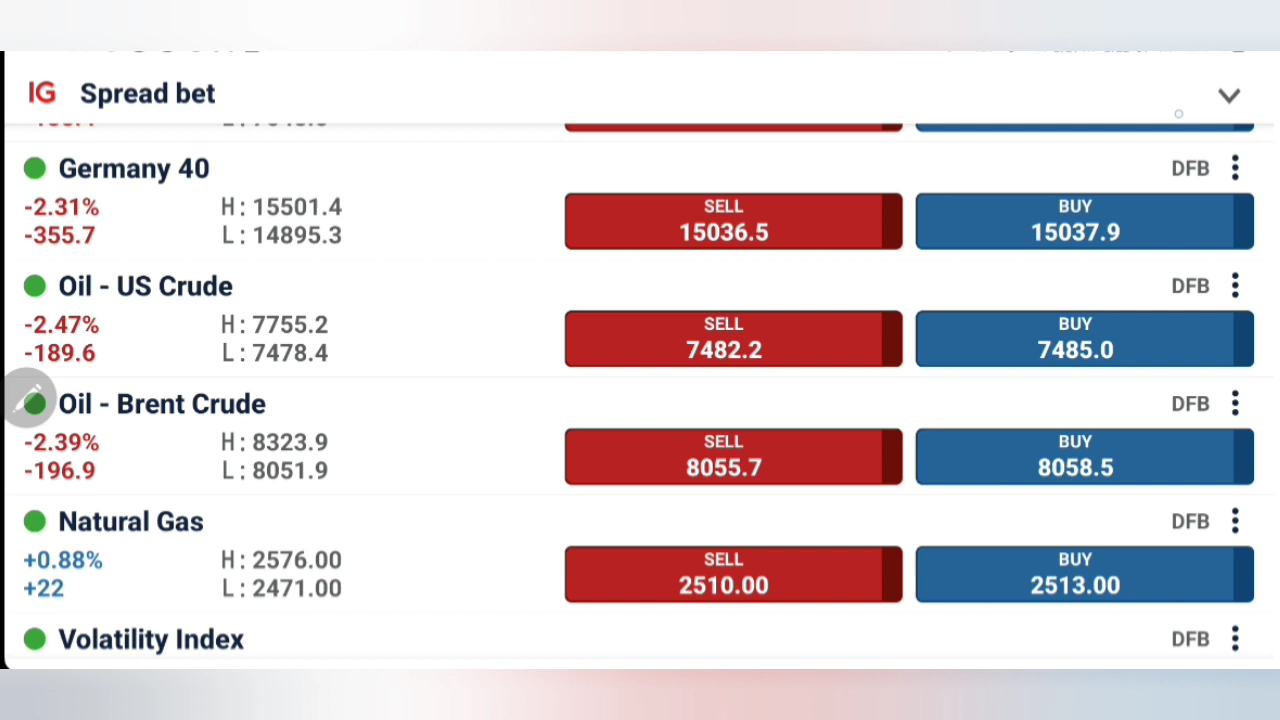 IG Spread bet
Germany 40 DFB
-2.31% H: 15501.4 SELL BUY
-355.7 L: 14895.3 15036.5 15037.9
Oil - US Crude DFB
-2.47% H: 7755.2 SELL BUY
-189.6 L: 7478.4 7482.2 7485.0
Oil - Brent Crude DFB
-2.39% H: 8323.9 SELL BUY
-196.9 L: 8051.9 8055.7 8058.5
Natural Gas DFB
+0.88% H: 2576.00 SELL BUY
+22 L: 2471.00 2510.00 2513.00
Volatility Index DFB